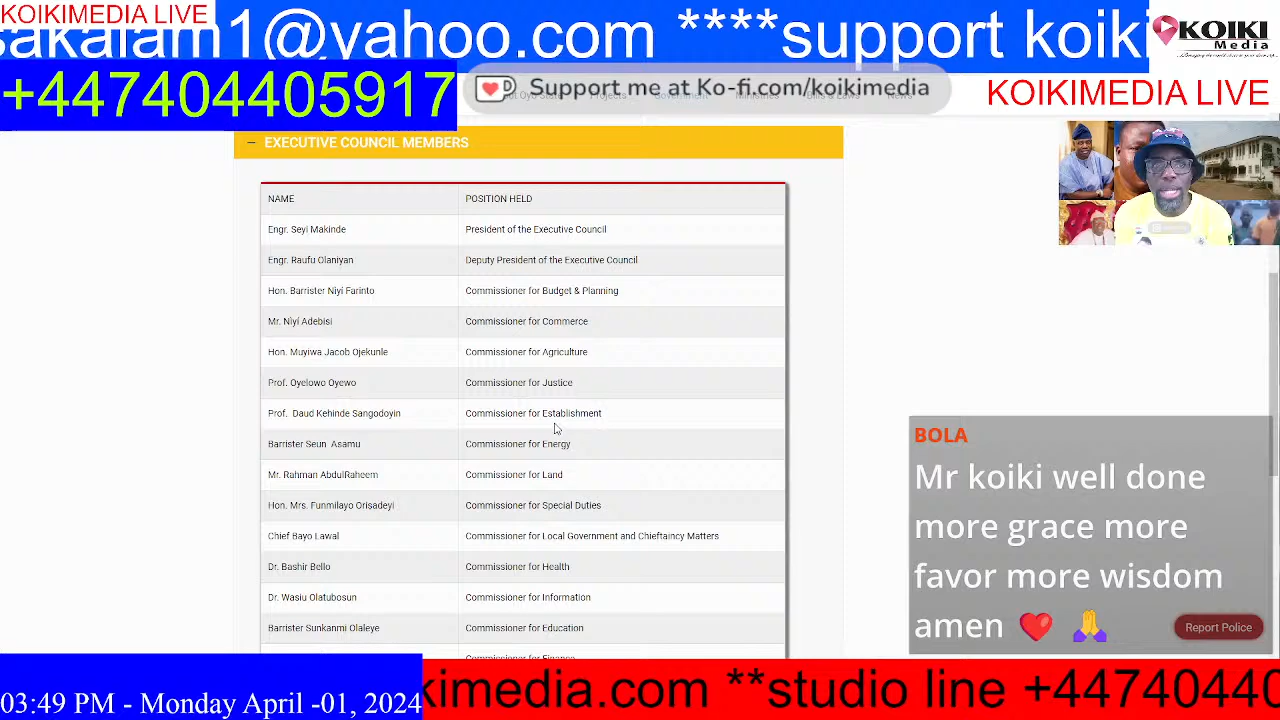 KOIKIMEDIA LIVE
sakalam1@yahoo.com ****support koiki
KOIKI
Media
+447404405917
Support me at Ko-fi.com/koikimedia
KOIKIMEDIA LIVE
EXECUTIVE COUNCIL MEMBERS
NAME POSITION HELD
Engr. Seyi Makinde President of the Executive Council
Engr. Raufu Olaniyan Deputy President of the Executive Council
Hon. Barrister Niyi Farinto Commissioner for Budget & Planning
Mr. Niyi Adebisi Commissioner for Commerce
Hon. Muyiwa Jacob Ojekunle Commissioner for Agriculture
Prof. Oyelowo Oyewo Commissioner for Justice
Prof. Daud Kehinde Sangodoyin Commissioner for Establishment
Barrister Seun Asamu Commissioner for Energy
Mr. Rahman AbdulRaheem Commissioner for Land
Hon. Mrs. Funmilayo Orisadeyi Commissioner for Special Duties
Chief Bayo Lawal Commissioner for Local Government and Chieftaincy Matters
Dr. Bashir Bello Commissioner for Health
Dr. Wasiu Olatubosun Commissioner for Information
Barrister Sunkanmi Olaleye Commissioner for Education
Commissioner for Finance
BOLA
Mr koiki well done
more grace more
favor more wisdom
amen ❤️ 🙏
Report Police
03:49 PM - Monday April -01, 2024
kimedia.com **studio line +44740440